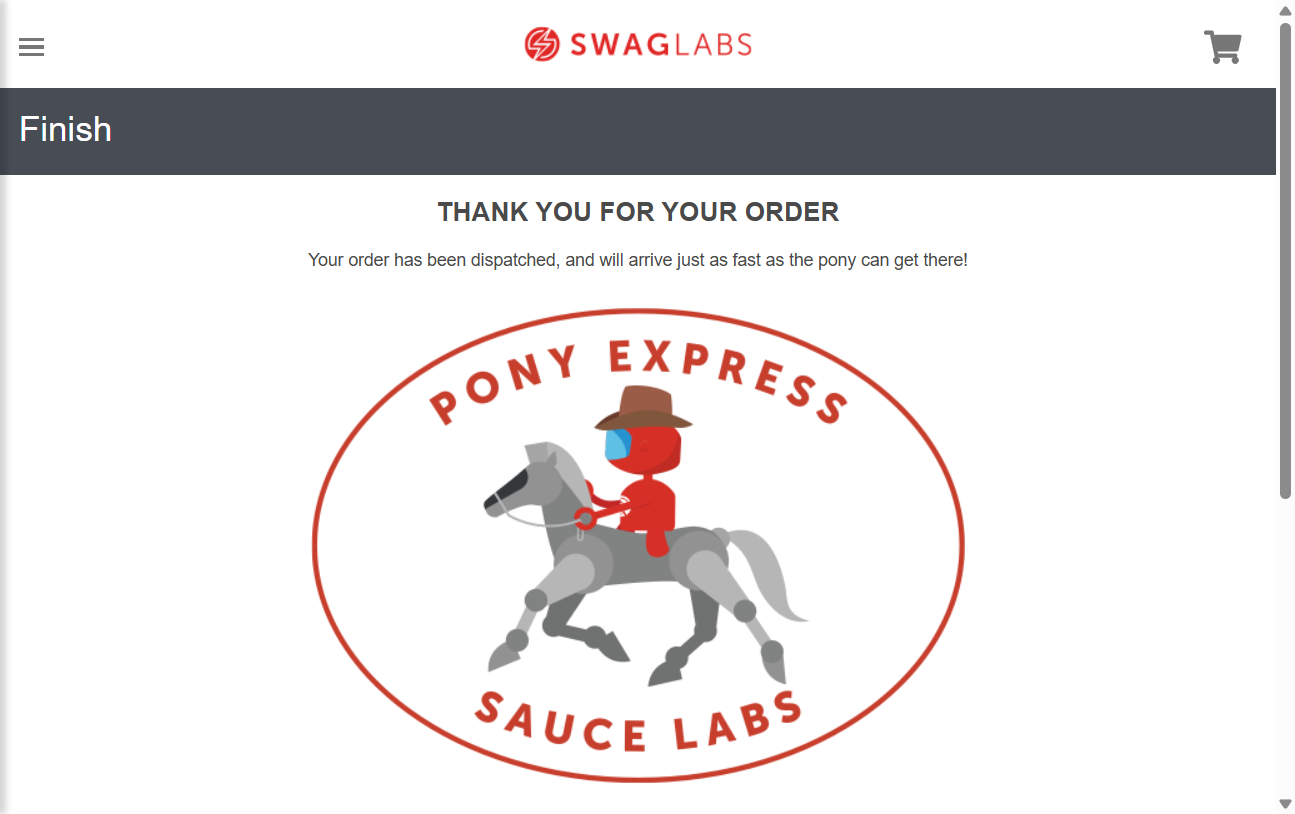 SWAGLABS
Finish
THANK YOU FOR YOUR ORDER
Your order has been dispatched, and will arrive just as fast as the pony can get there!
PONY EXPRESS
SAUCE LABS